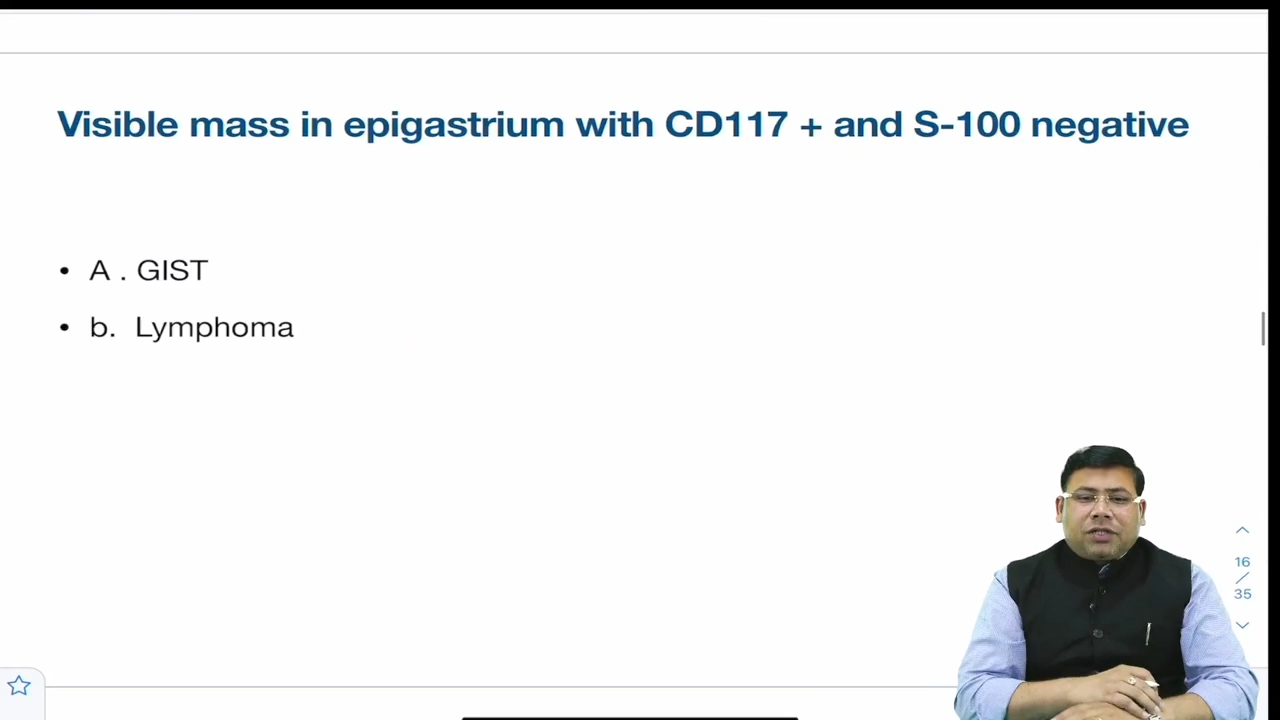 Visible mass in epigastrium with CD117 + and S-100 negative
• A . GIST
• b. Lymphoma
16
/
35